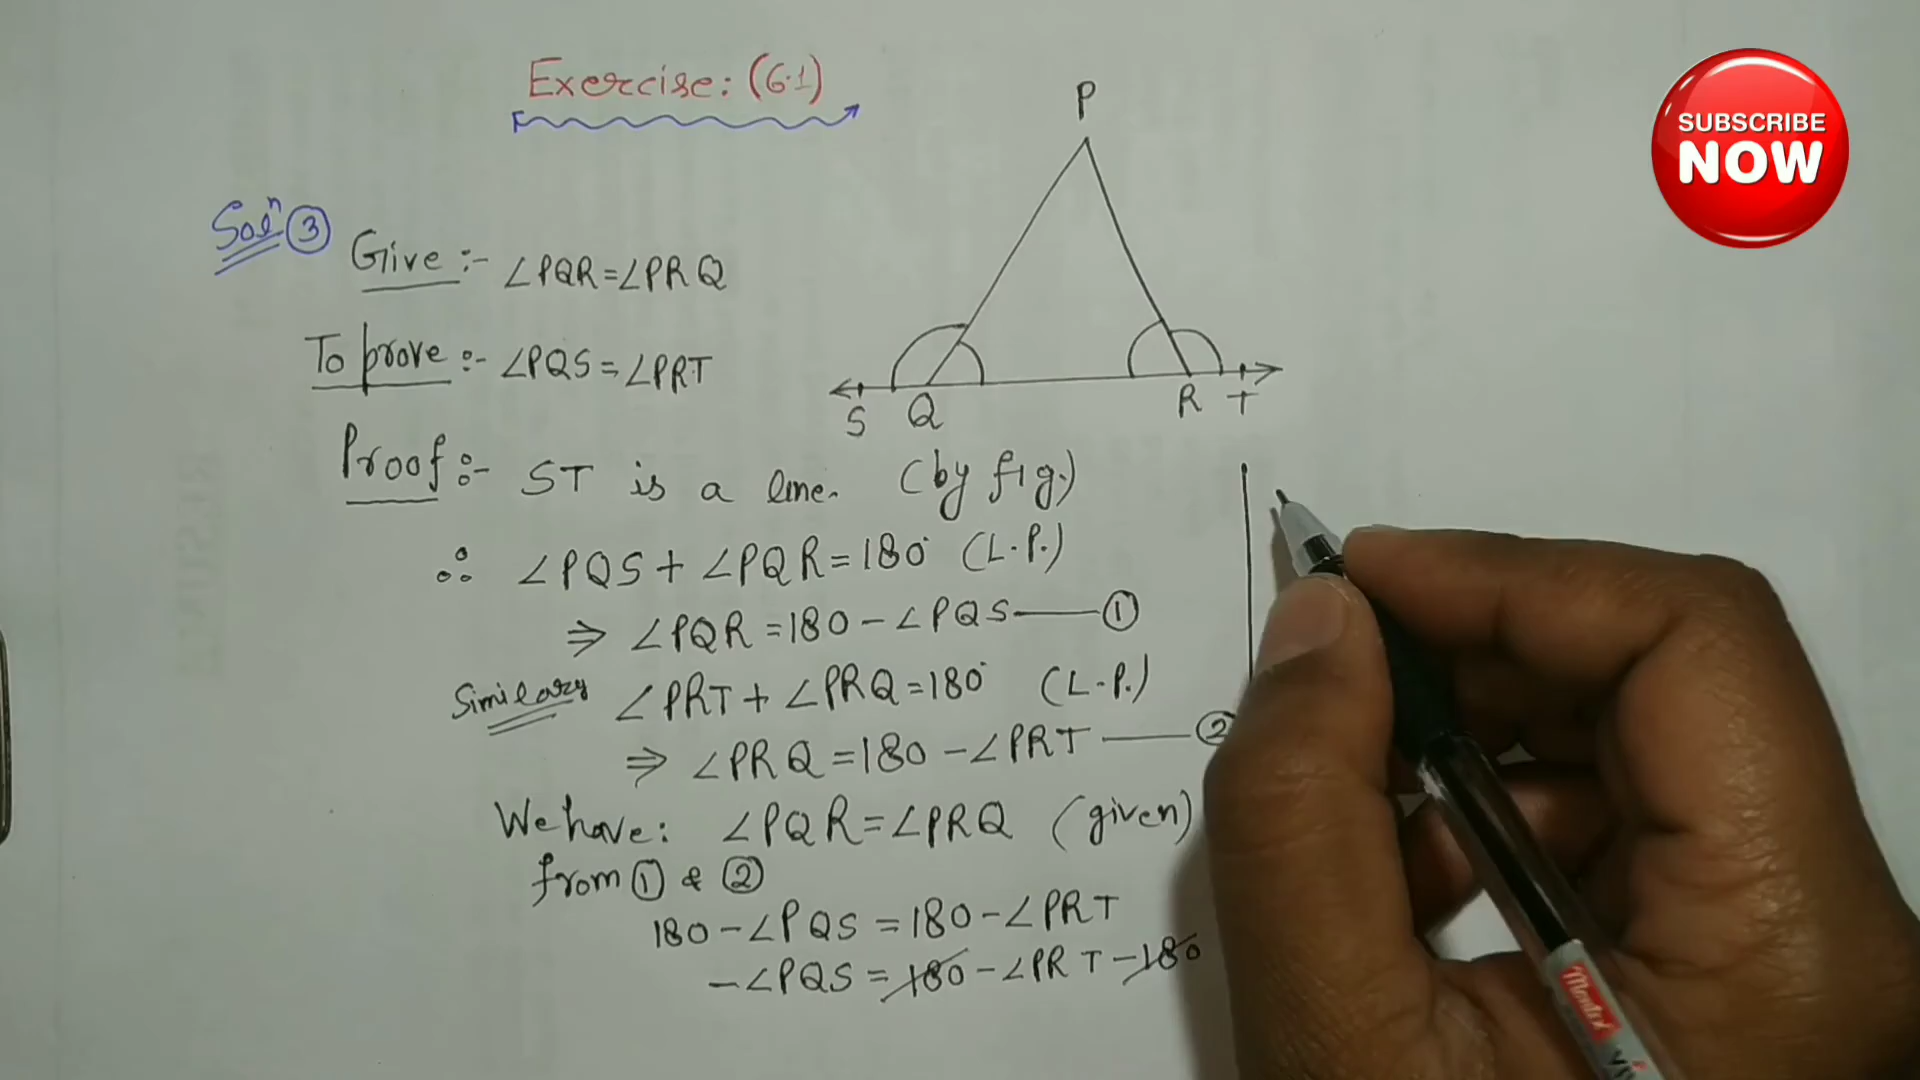 Exercise: (6.1)
SUBSCRIBE
NOW
P
Solⁿ ③
Give :- ∠PQR=∠PRQ
To prove :- ∠PQS=∠PRT
S Q R T
Proof :- ST is a line. (by fig.)
∴ ∠PQS+∠PQR=180° (L.P.)
⇒ ∠PQR=180-∠PQS——①
Similary ∠PRT+∠PRQ=180° (L.P.)
⇒ ∠PRQ=180-∠PRT——②
We have: ∠PQR=∠PRQ (given)
from ① & ②
180-∠PQS=180-∠PRT
-∠PQS=180-∠PRT-180
Montex